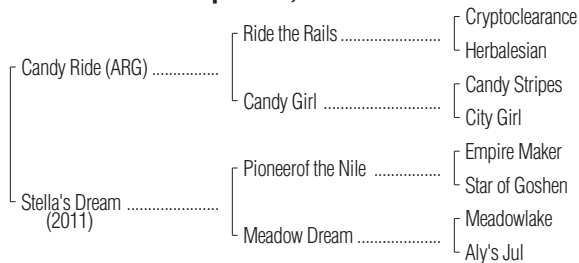 Cryptoclearance
Ride the Rails ..................
Herbalesian
Candy Ride (ARG) ................
Candy Stripes
Candy Girl ........................
City Girl
Empire Maker
Pioneerof the Nile ................
Star of Goshen
Stella's Dream ....................
(2011)
Meadowlake
Meadow Dream ..................
Aly's Jul